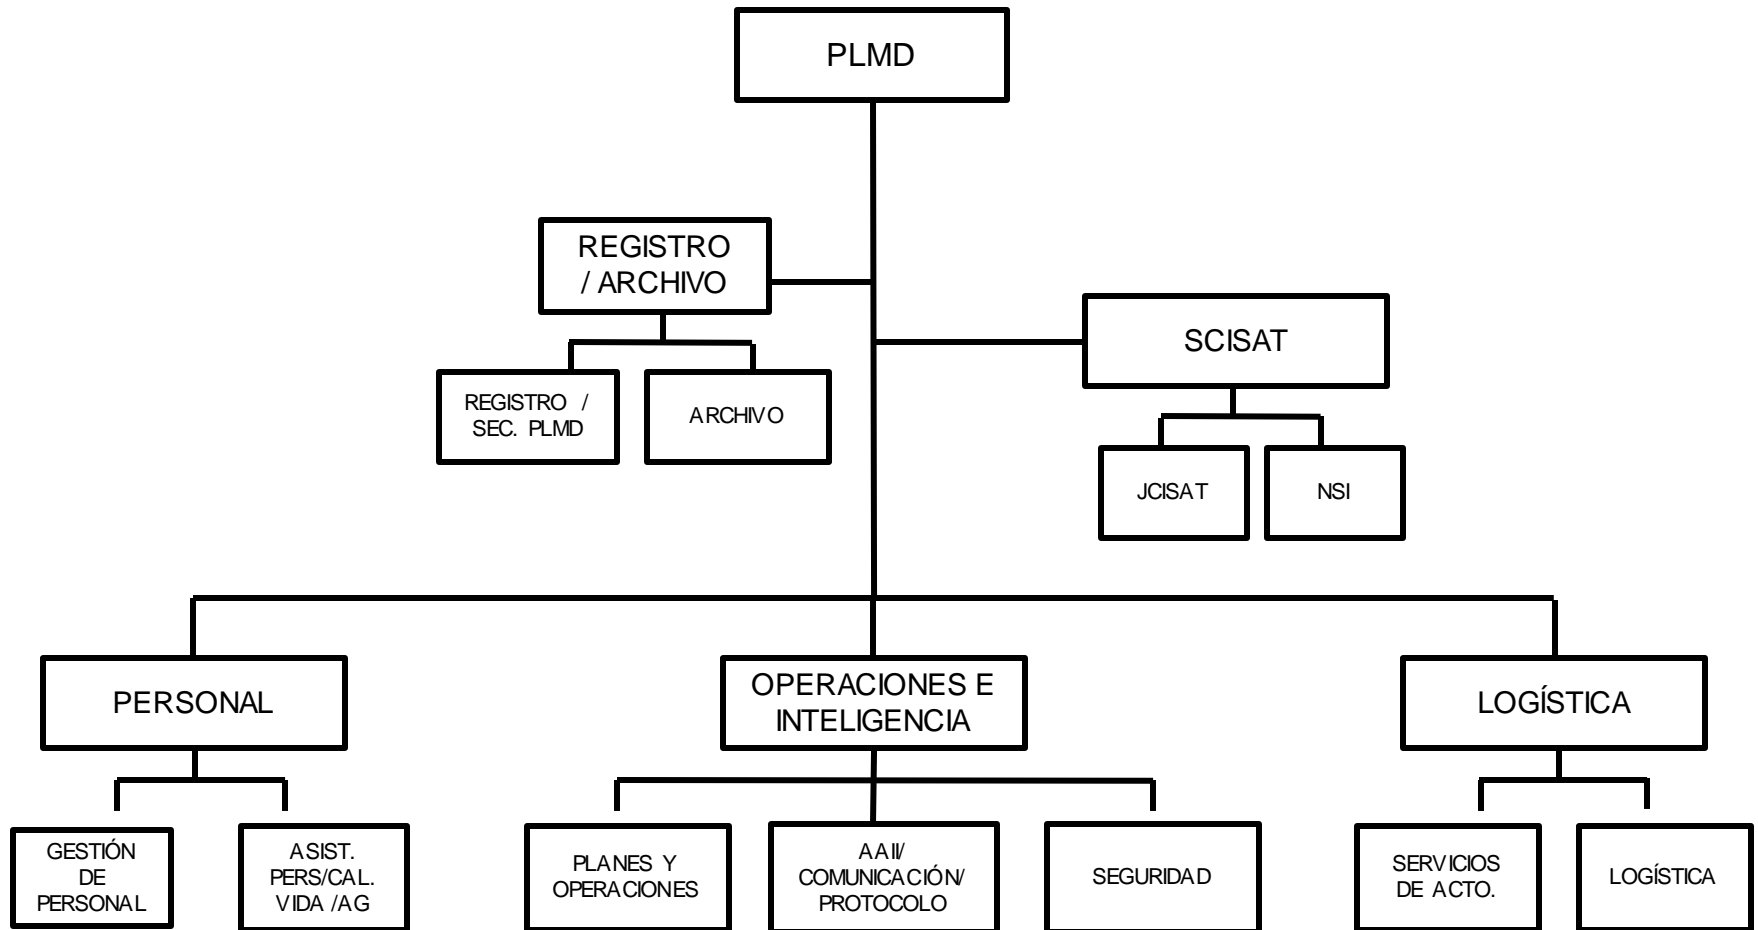 PLMD
REGISTRO
/ ARCHIVO
SCISAT
REGISTRO /
SEC. PLMD
ARCHIVO
JCISAT
NSI
PERSONAL
OPERACIONES E
INTELIGENCIA
LOGÍSTICA
GESTIÓN
DE
PERSONAL
ASIST.
PERS/CAL.
VIDA /AG
PLANES Y
OPERACIONES
AAII/
COMUNICACIÓN/
PROTOCOLO
SEGURIDAD
SERVICIOS
DE ACTO.
LOGÍSTICA